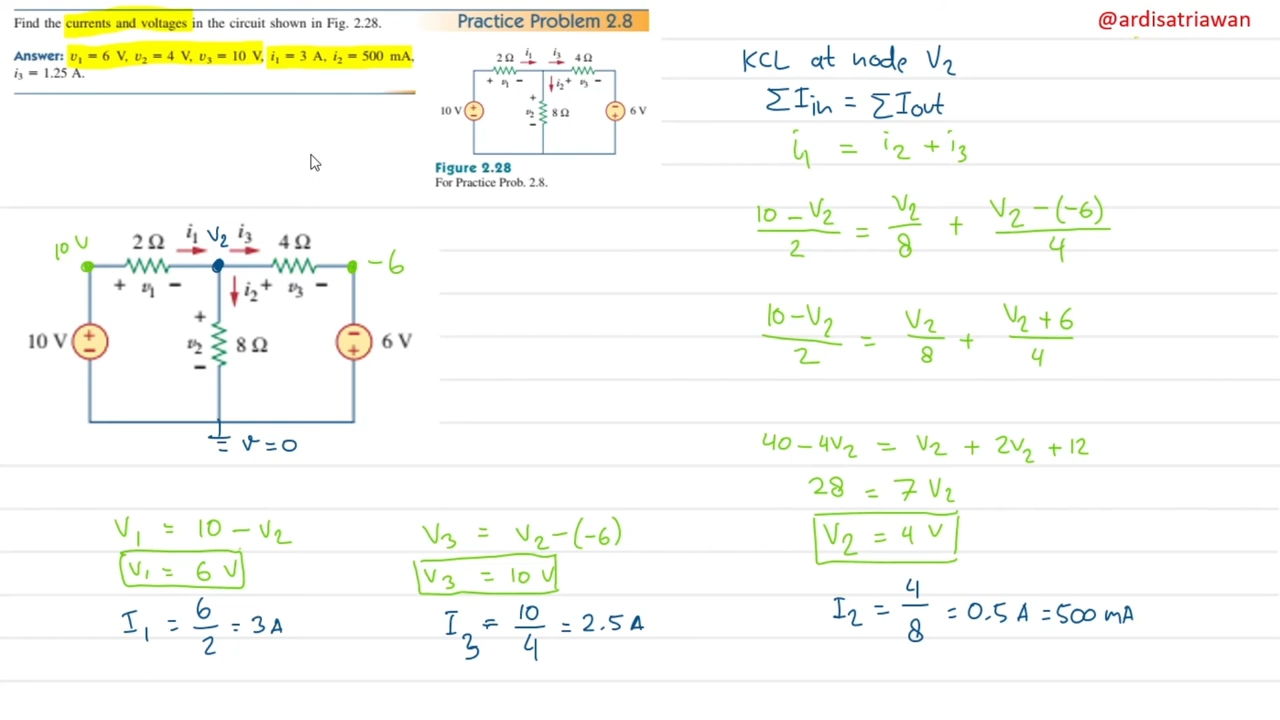 Find the currents and voltages in the circuit shown in Fig. 2.28.
Answer: v₁ = 6 V, v₂ = 4 V, v₃ = 10 V, i₁ = 3 A, i₂ = 500 mA,
i₃ = 1.25 A.
Practice Problem 2.8
2 Ω i₁ i₃ 4 Ω
+ v₁ − i₂ + v₃ −
10 V + − + v₂ − 8 Ω − + 6 V
Figure 2.28
For Practice Prob. 2.8.
@ardisatriawan
KCL at node V₂
ΣIin = ΣIout
i₁ = i₂ + i₃
(10 − V₂)/2 = V₂/8 + (V₂ − (−6))/4
(10 − V₂)/2 = V₂/8 + (V₂ + 6)/4
40 − 4V₂ = V₂ + 2V₂ + 12
28 = 7 V₂
V₂ = 4 V
I₂ = 4/8 = 0.5 A = 500 mA
10 V 2 Ω i₁ V₂ i₃ 4 Ω −6
+ v₁ − i₂ + v₃ −
10 V + − + v₂ − 8 Ω − + 6 V
v = 0
V₁ = 10 − V₂
V₁ = 6 V
I₁ = 6/2 = 3 A
V₃ = V₂ − (−6)
V₃ = 10 V
I₃ = 10/4 = 2.5 A